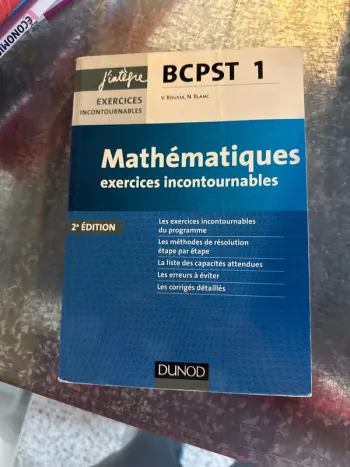 ÉCONOMI
j'intègre
EXERCICES
INCONTOURNABLES
BCPST 1
V. ROUSSE, N. BLANC
Mathématiques
exercices incontournables
2e ÉDITION
Les exercices incontournables
du programme
Les méthodes de résolution
étape par étape
La liste des capacités attendues
Les erreurs à éviter
Les corrigés détaillés
DUNOD